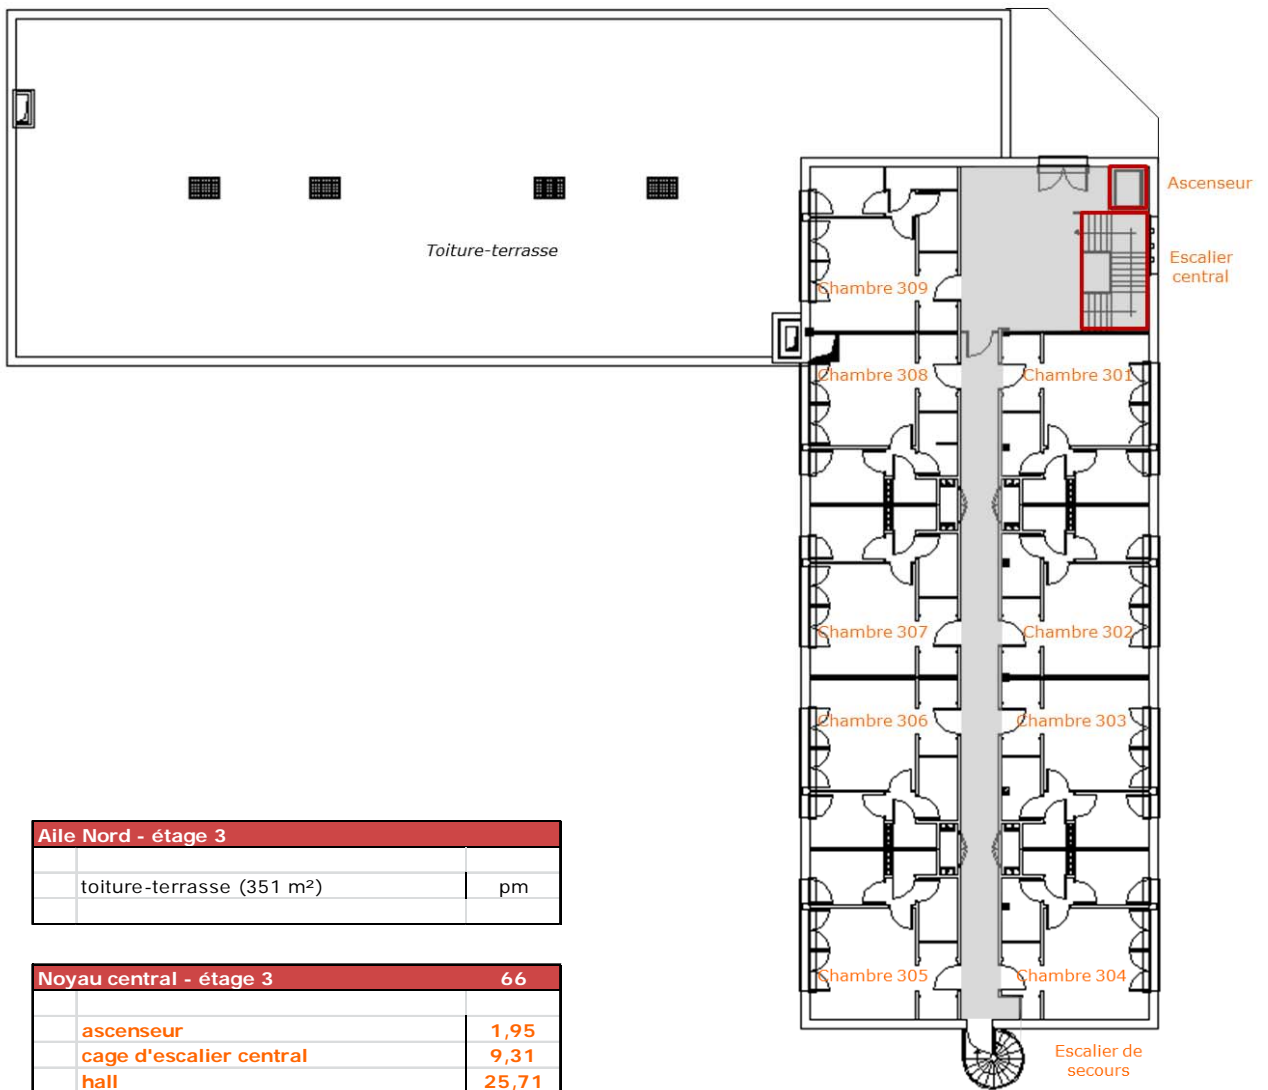 Ascenseur
Toiture-terrasse
Escalier
central
Chambre 309
Chambre 308
Chambre 301
Chambre 307
Chambre 302
Chambre 306
Chambre 303
Chambre 305
Chambre 304
Escalier de
secours
Aile Nord - étage 3
toiture-terrasse (351 m²) pm
Noyau central - étage 3 66
ascenseur 1,95
cage d'escalier central 9,31
hall 25,71